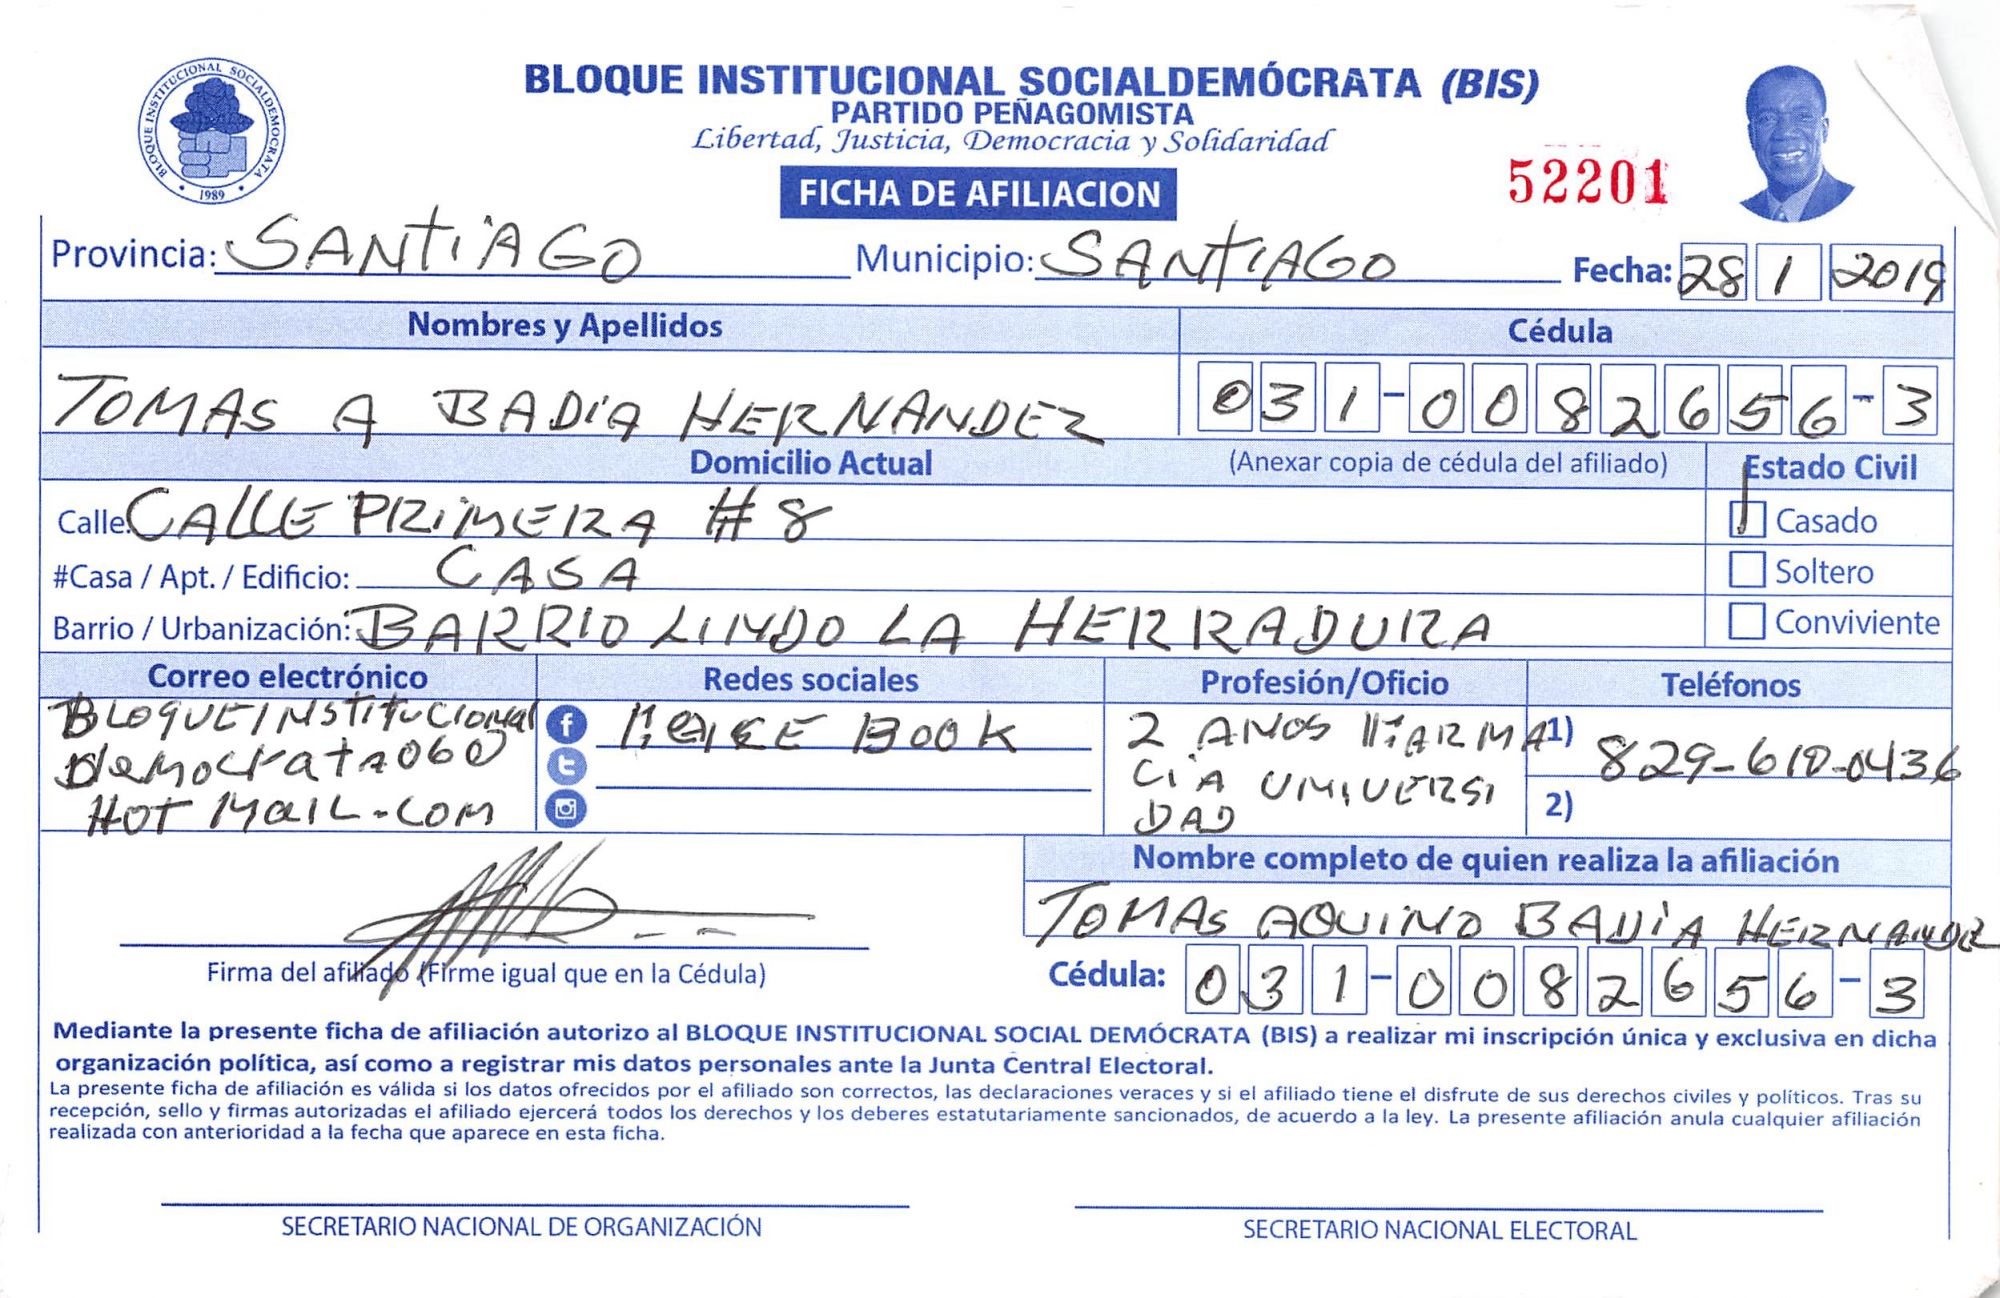 BLOQUE INSTITUCIONAL SOCIALDEMÓCRATA (BIS)
PARTIDO PEÑAGOMISTA
Libertad, Justicia, Democracia y Solidaridad
BLOQUE INSTITUCIONAL SOCIALDEMOCRATA
1989
FICHA DE AFILIACION
52201
Provincia: SANTIAGO Municipio: SANTIAGO Fecha: 28 1 2019
Nombres y Apellidos Cédula
TOMAS A BADIA HERNANDEZ 031-0082656-3
Domicilio Actual (Anexar copia de cédula del afiliado) Estado Civil
Calle: CALLE PRIMERA #8 Casado
#Casa / Apt. / Edificio: CASA Soltero
Barrio / Urbanización: BARRIO LINDO LA HERRADURA Conviviente
Correo electrónico Redes sociales Profesión/Oficio Teléfonos
BLOQUEINSTITUCIONAL FACE BOOK 2 ANOS FARMA 1) 829-610-0436
DEMOCRATA060 CIA UNIVERSI
HOT MAIL.COM DAD 2)
Nombre completo de quien realiza la afiliación
TOMAS AQUINO BADIA HERNANDEZ
Firma del afiliado (Firme igual que en la Cédula) Cédula: 031-0082656-3
Mediante la presente ficha de afiliación autorizo al BLOQUE INSTITUCIONAL SOCIAL DEMÓCRATA (BIS) a realizar mi inscripción única y exclusiva en dicha
organización política, así como a registrar mis datos personales ante la Junta Central Electoral.
La presente ficha de afiliación es válida si los datos ofrecidos por el afiliado son correctos, las declaraciones veraces y si el afiliado tiene el disfrute de sus derechos civiles y políticos. Tras su
recepción, sello y firmas autorizadas el afiliado ejercerá todos los derechos y los deberes estatutariamente sancionados, de acuerdo a la ley. La presente afiliación anula cualquier afiliación
realizada con anterioridad a la fecha que aparece en esta ficha.
SECRETARIO NACIONAL DE ORGANIZACIÓN SECRETARIO NACIONAL ELECTORAL